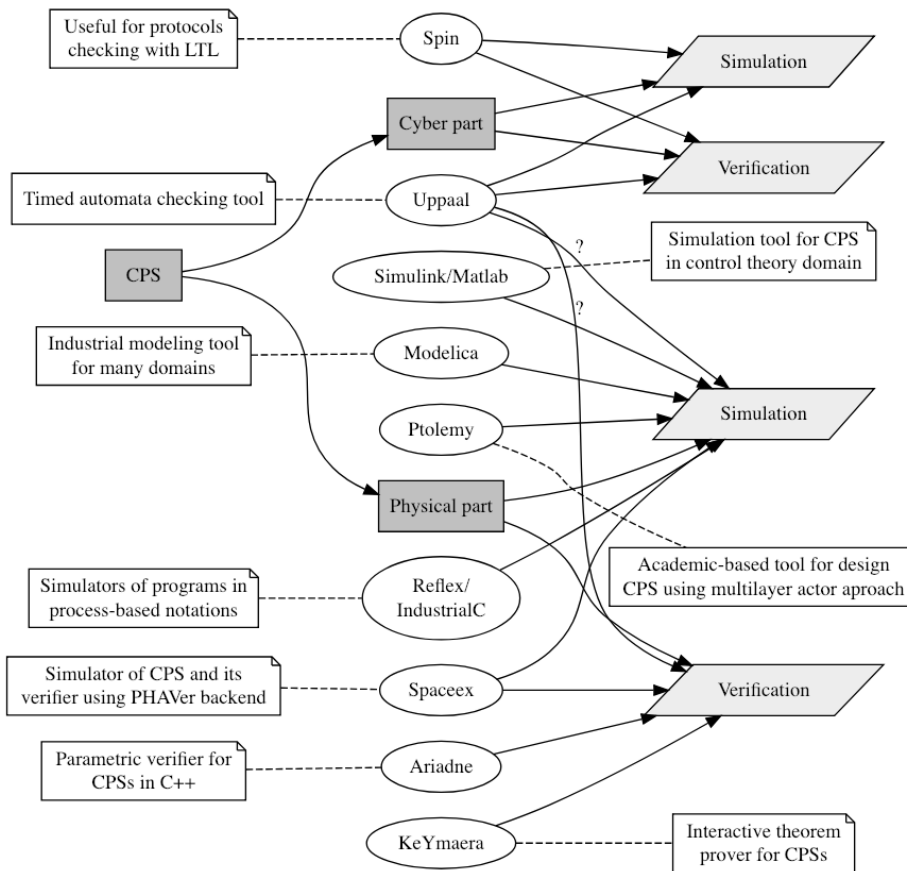 Useful for protocols
checking with LTL
Spin
Simulation
Cyber part
Verification
Timed automata checking tool
Uppaal
?
Simulation tool for CPS
in control theory domain
CPS
Simulink/Matlab
?
Industrial modeling tool
for many domains
Modelica
Simulation
Ptolemy
Physical part
Academic-based tool for design
CPS using multilayer actor aproach
Simulators of programs in
process-based notations
Reflex/
IndustrialC
Simulator of CPS and its
verifier using PHAVer backend
Spaceex
Verification
Parametric verifier for
CPSs in C++
Ariadne
KeYmaera
Interactive theorem
prover for CPSs